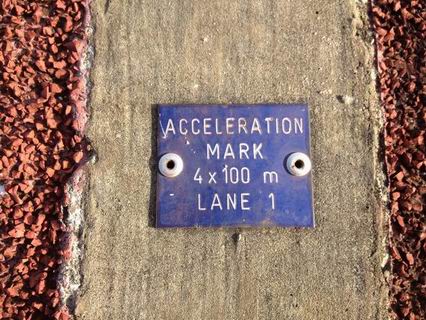 ACCELERATION
MARK
4 x 100 m
LANE 1